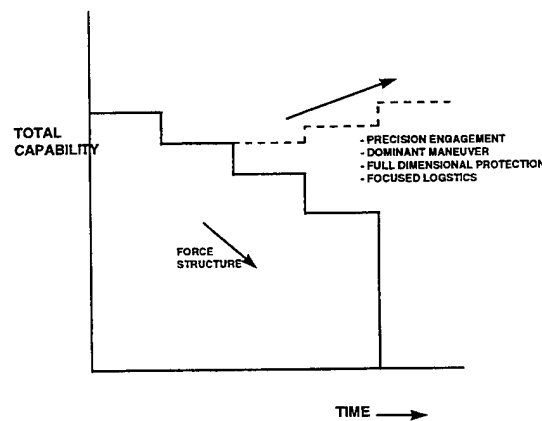 TOTAL
CAPABILITY
- PRECISION ENGAGEMENT
- DOMINANT MANEUVER
- FULL DIMENSIONAL PROTECTION
- FOCUSED LOGSTICS
FORCE
STRUCTURE
TIME